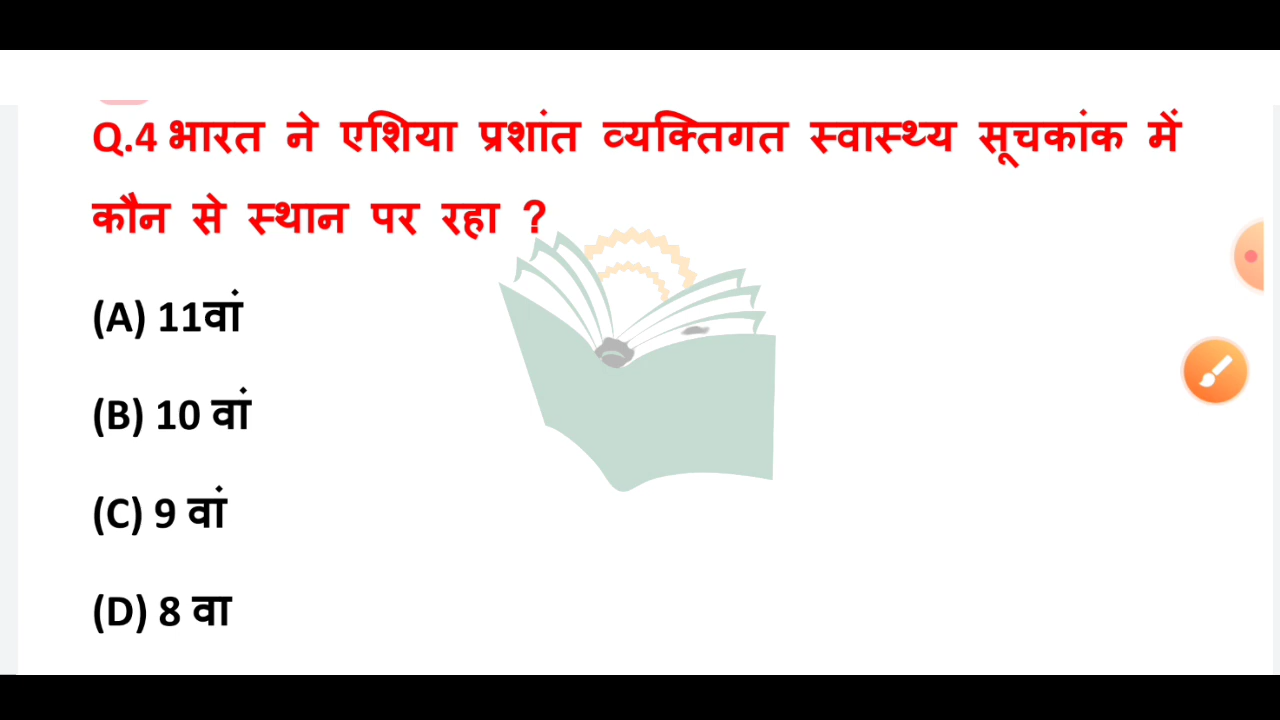 Q.4 भारत ने एशिया प्रशांत व्यक्तिगत स्वास्थ्य सूचकांक में
कौन से स्थान पर रहा ?
(A) 11वां
(B) 10 वां
(C) 9 वां
(D) 8 वा